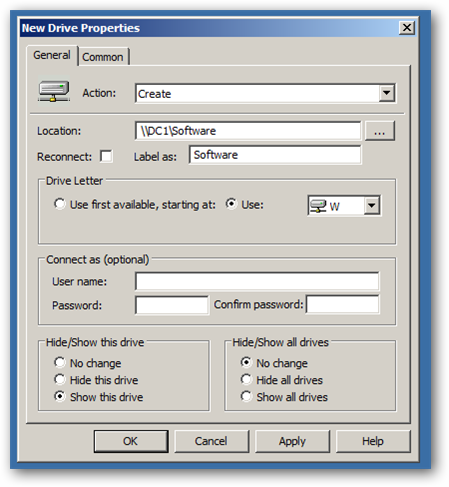 New Drive Properties
General Common
Action: Create
Location: \\DC1\Software ...
Reconnect: Label as: Software
Drive Letter
Use first available, starting at: Use: W
Connect as (optional)
User name:
Password: Confirm password:
Hide/Show this drive Hide/Show all drives
No change No change
Hide this drive Hide all drives
Show this drive Show all drives
OK Cancel Apply Help